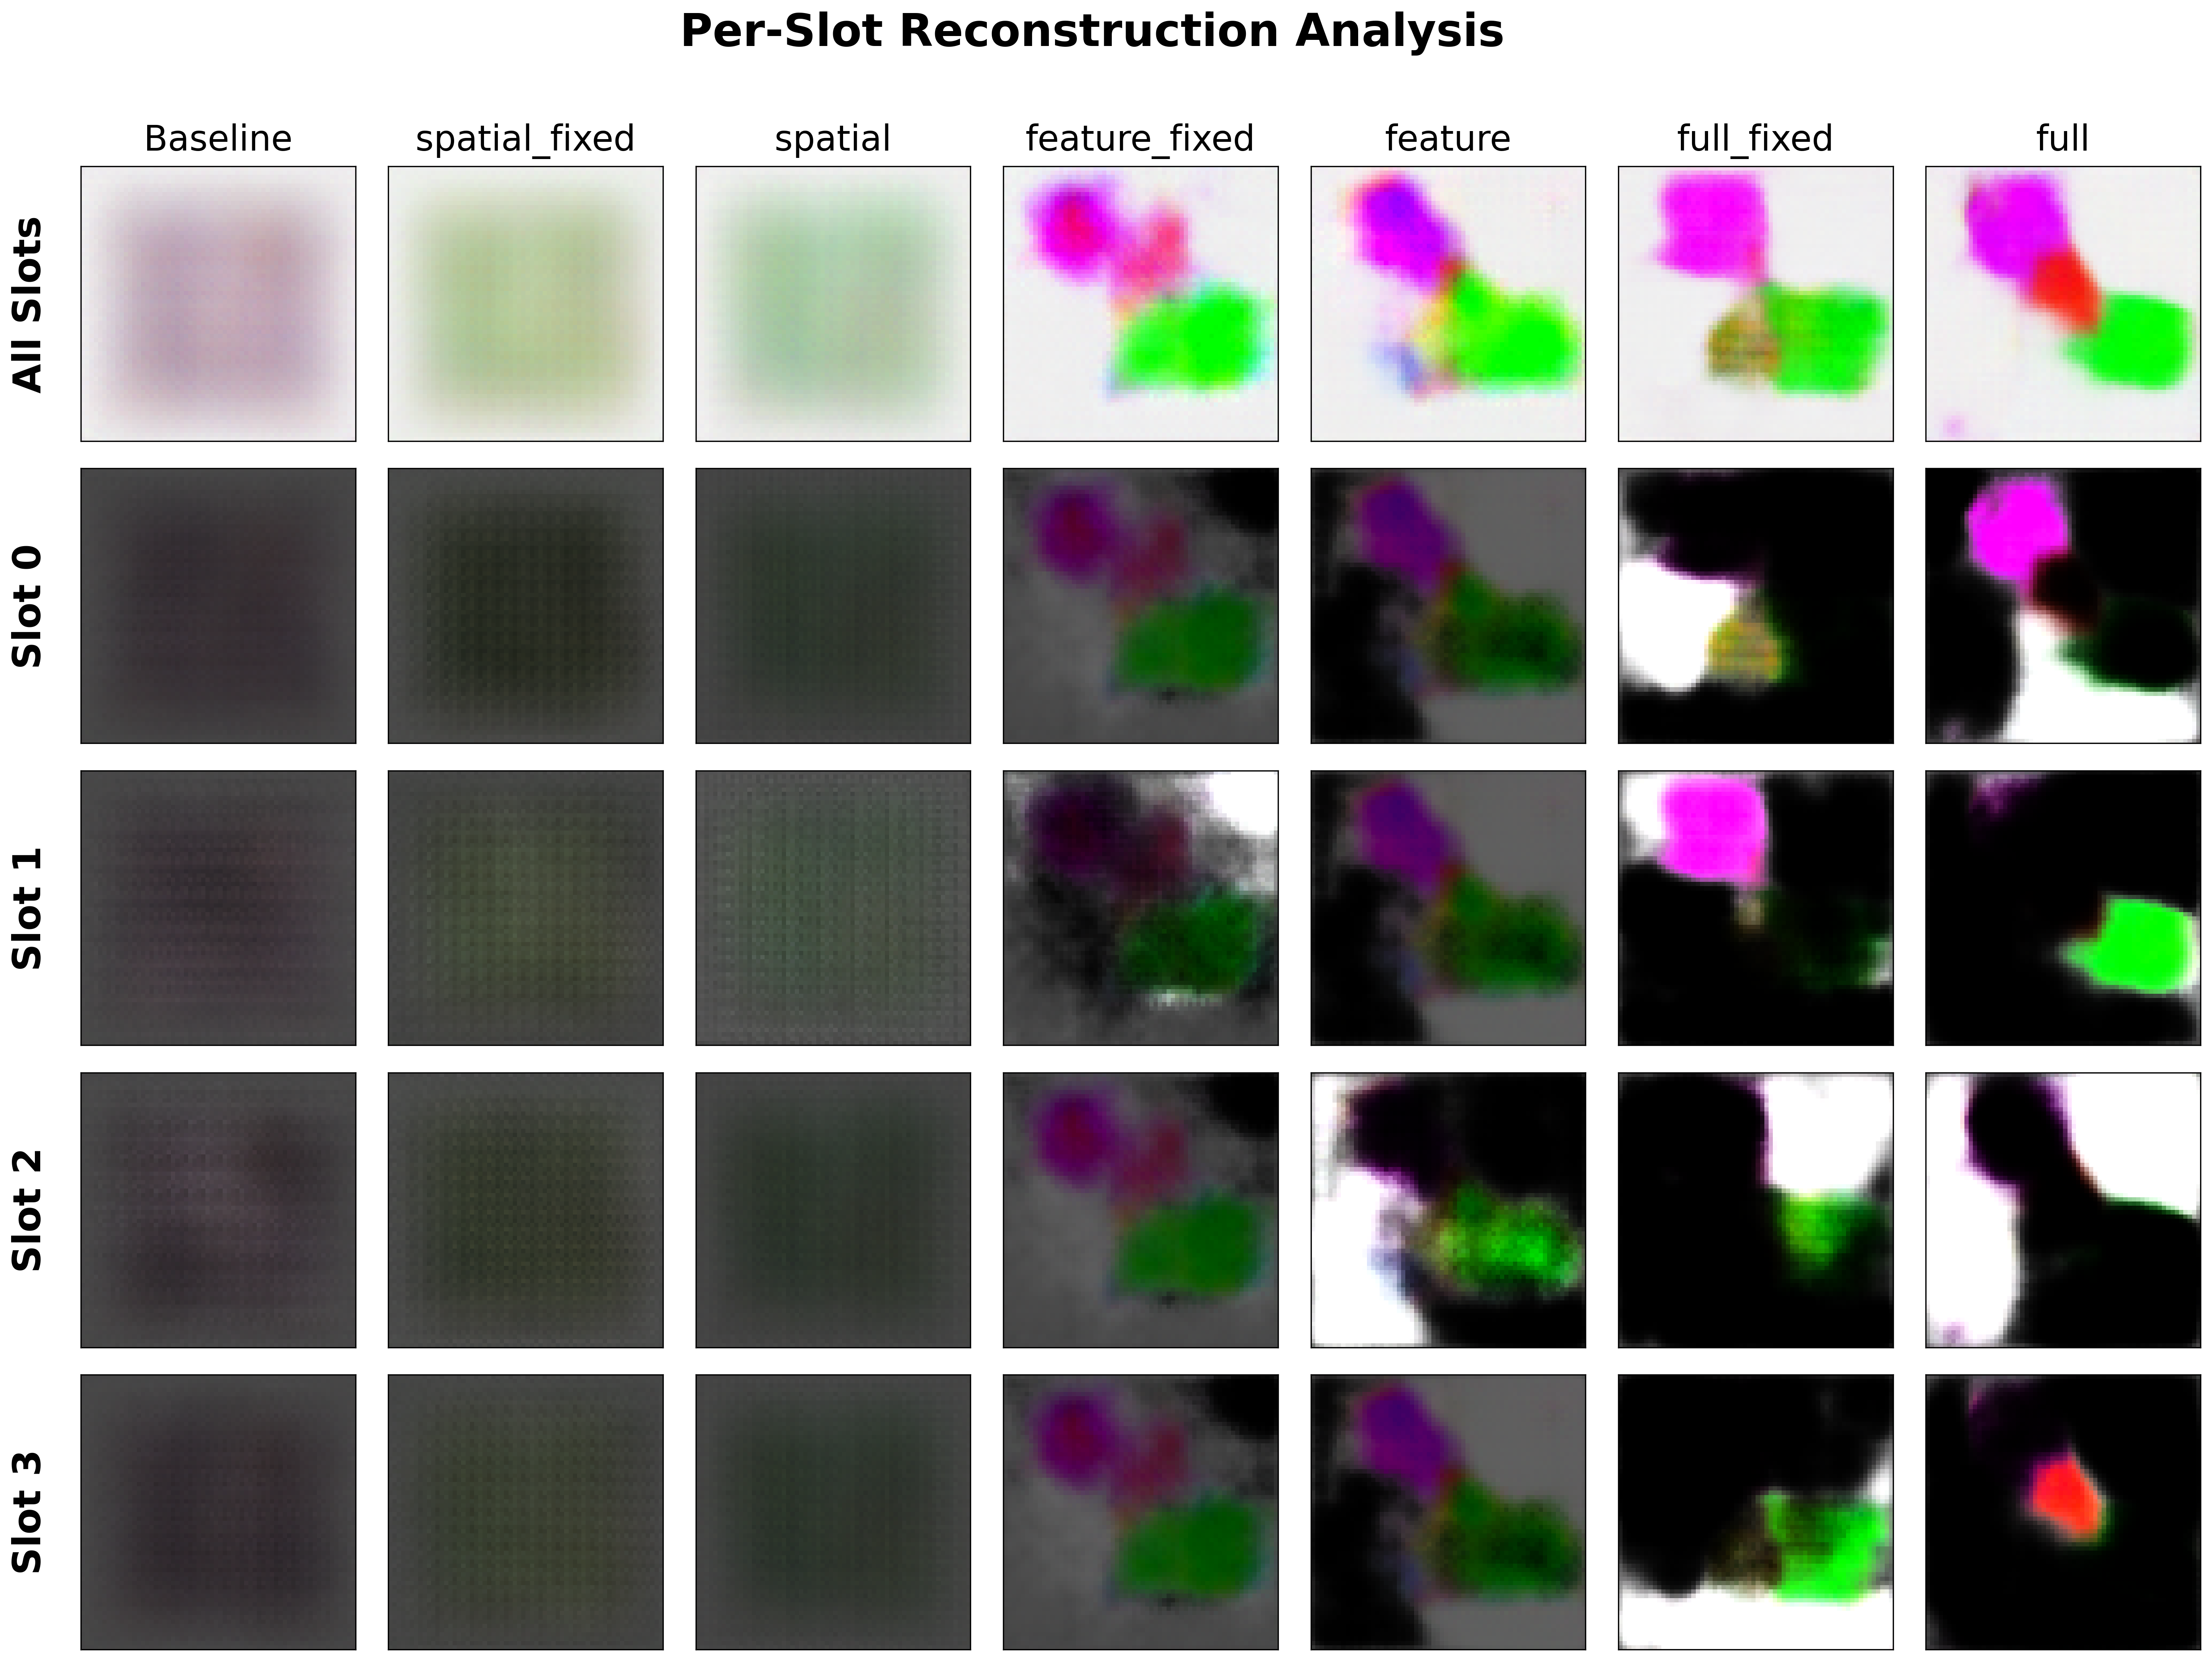 Per-Slot Reconstruction Analysis
Baseline spatial_fixed spatial feature_fixed feature full_fixed full
All Slots
Slot 0
Slot 1
Slot 2
Slot 3